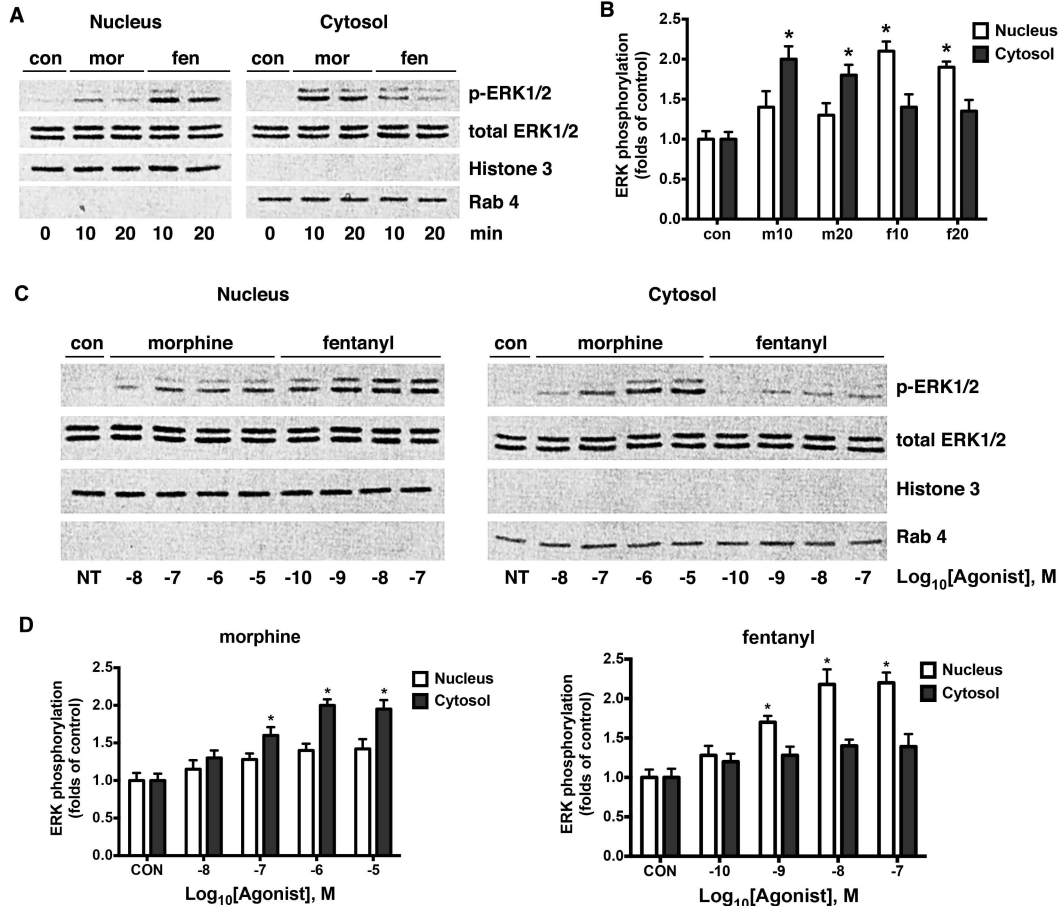 A
Nucleus
Cytosol
con mor fen
con mor fen
p-ERK1/2
total ERK1/2
Histone 3
Rab 4
0 10 20 10 20
0 10 20 10 20 min
B
ERK phosphorylation
(folds of control)
2.5
2.0
1.5
1.0
0.5
0.0
* * * *
con m10 m20 f10 f20
Nucleus
Cytosol
C
Nucleus
Cytosol
con morphine fentanyl
con morphine fentanyl
p-ERK1/2
total ERK1/2
Histone 3
Rab 4
NT -8 -7 -6 -5 -10 -9 -8 -7
NT -8 -7 -6 -5 -10 -9 -8 -7 Log10[Agonist], M
D
morphine
ERK phosphorylation
(folds of control)
2.5
2.0
1.5
1.0
0.5
0.0
* * *
CON -8 -7 -6 -5
Log10[Agonist], M
Nucleus
Cytosol
fentanyl
ERK phosphorylation
(folds of control)
2.5
2.0
1.5
1.0
0.5
0.0
* * *
CON -10 -9 -8 -7
Log10[Agonist], M
Nucleus
Cytosol